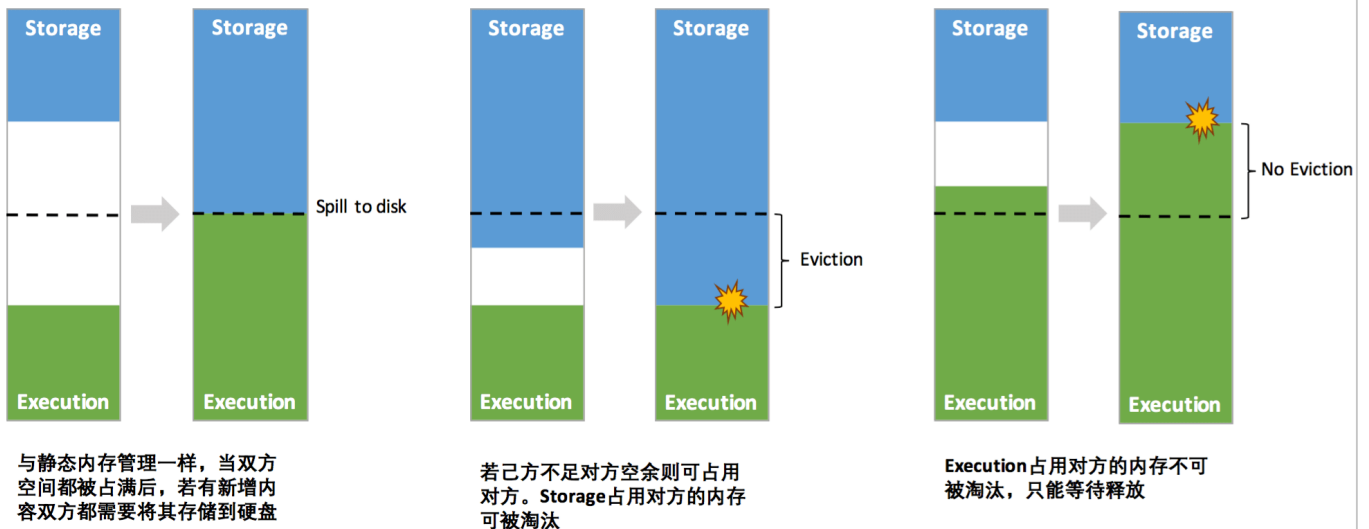 Storage
Storage
Spill to disk
Execution
Execution
与静态内存管理一样，当双方
空间都被占满后，若有新增内
容双方都需要将其存储到硬盘
Storage
Storage
Eviction
Execution
Execution
若己方不足对方空余则可占用
对方。Storage占用对方的内存
可被淘汰
Storage
Storage
No Eviction
Execution
Execution
Execution占用对方的内存不可
被淘汰，只能等待释放